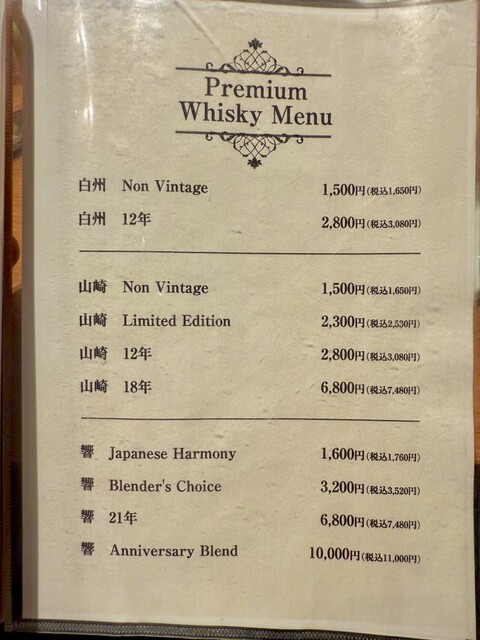 Premium
Whisky Menu
白州 Non Vintage 1,500円(税込1,650円)
白州 12年 2,800円(税込3,080円)
山崎 Non Vintage 1,500円(税込1,650円)
山崎 Limited Edition 2,300円(税込2,530円)
山崎 12年 2,800円(税込3,080円)
山崎 18年 6,800円(税込7,480円)
響 Japanese Harmony 1,600円(税込1,760円)
響 Blender's Choice 3,200円(税込3,520円)
響 21年 6,800円(税込7,480円)
響 Anniversary Blend 10,000円(税込11,000円)